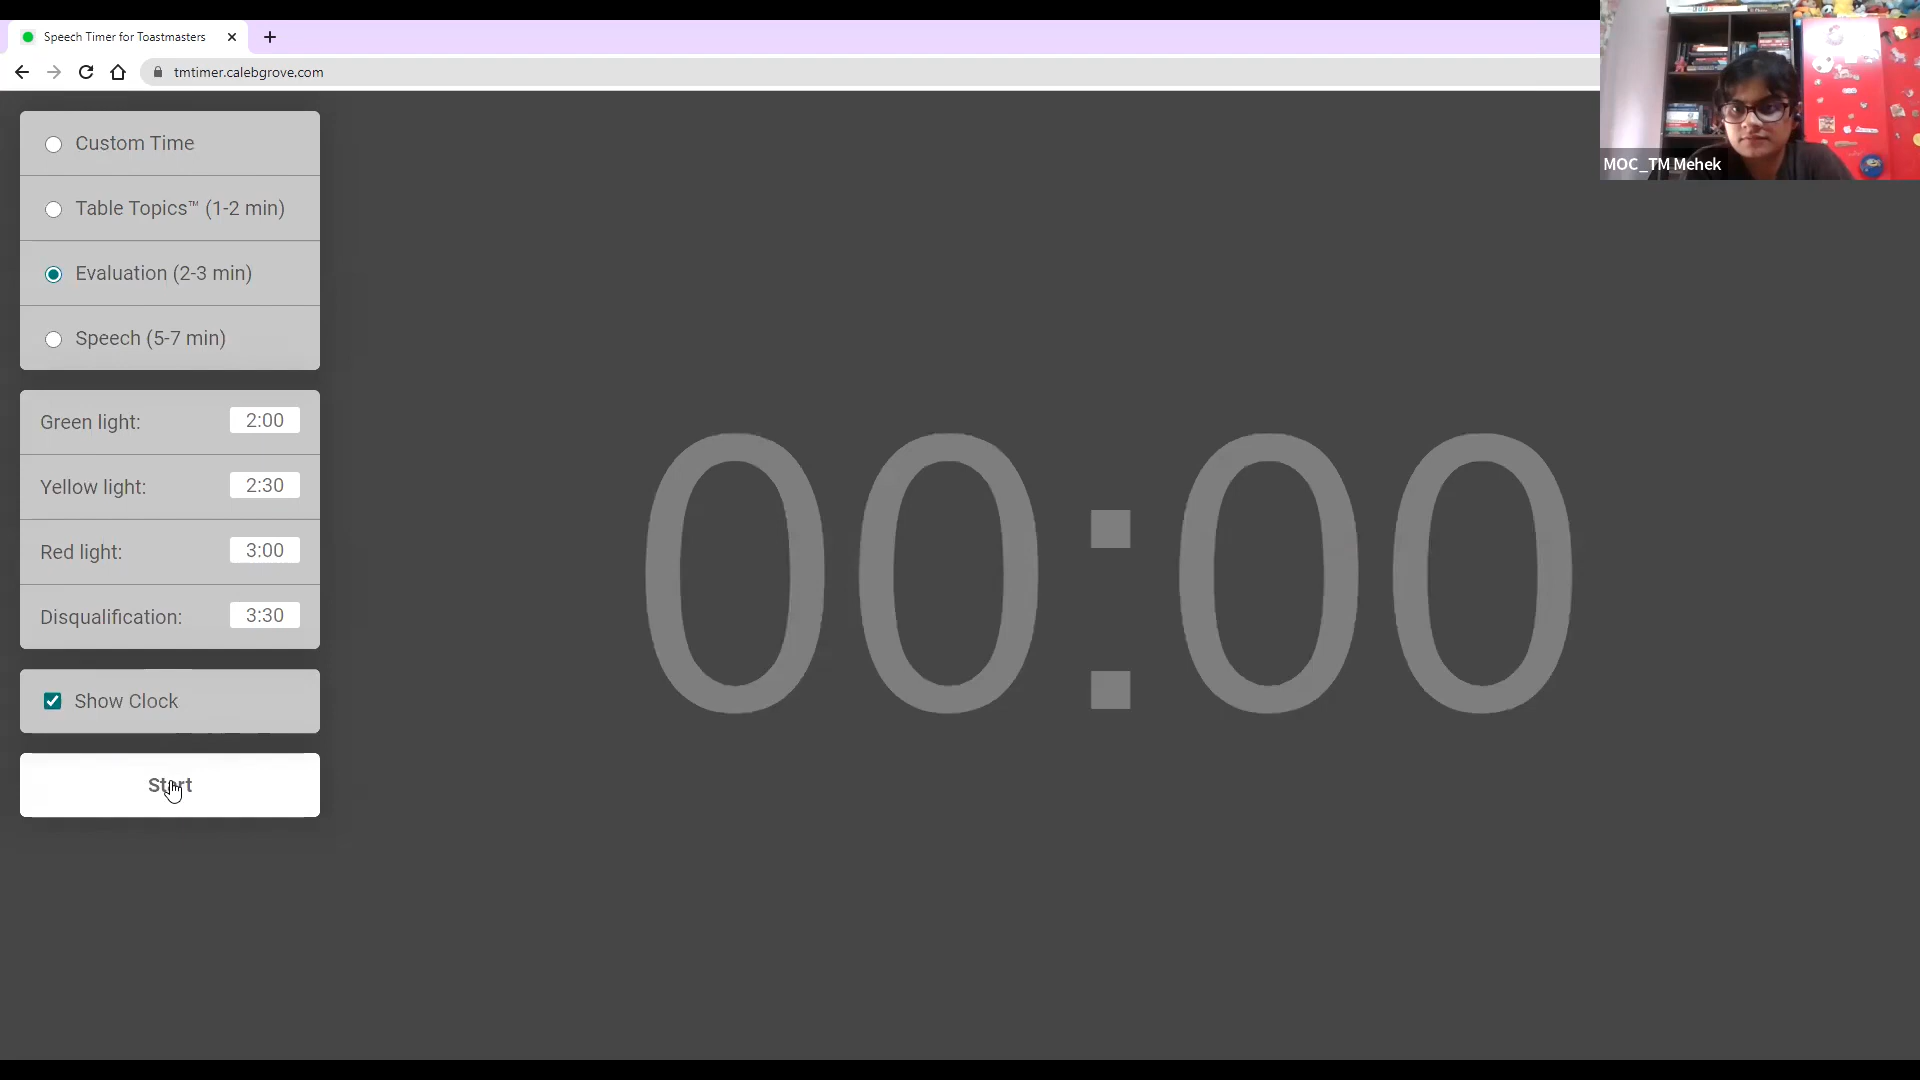 Speech Timer for Toastmasters
tmtimer.calebgrove.com
MOC_TM Mehek
Custom Time
Table Topics™ (1-2 min)
Evaluation (2-3 min)
Speech (5-7 min)
Green light: 2:00
Yellow light: 2:30
Red light: 3:00
Disqualification: 3:30
00:00
Show Clock
Start